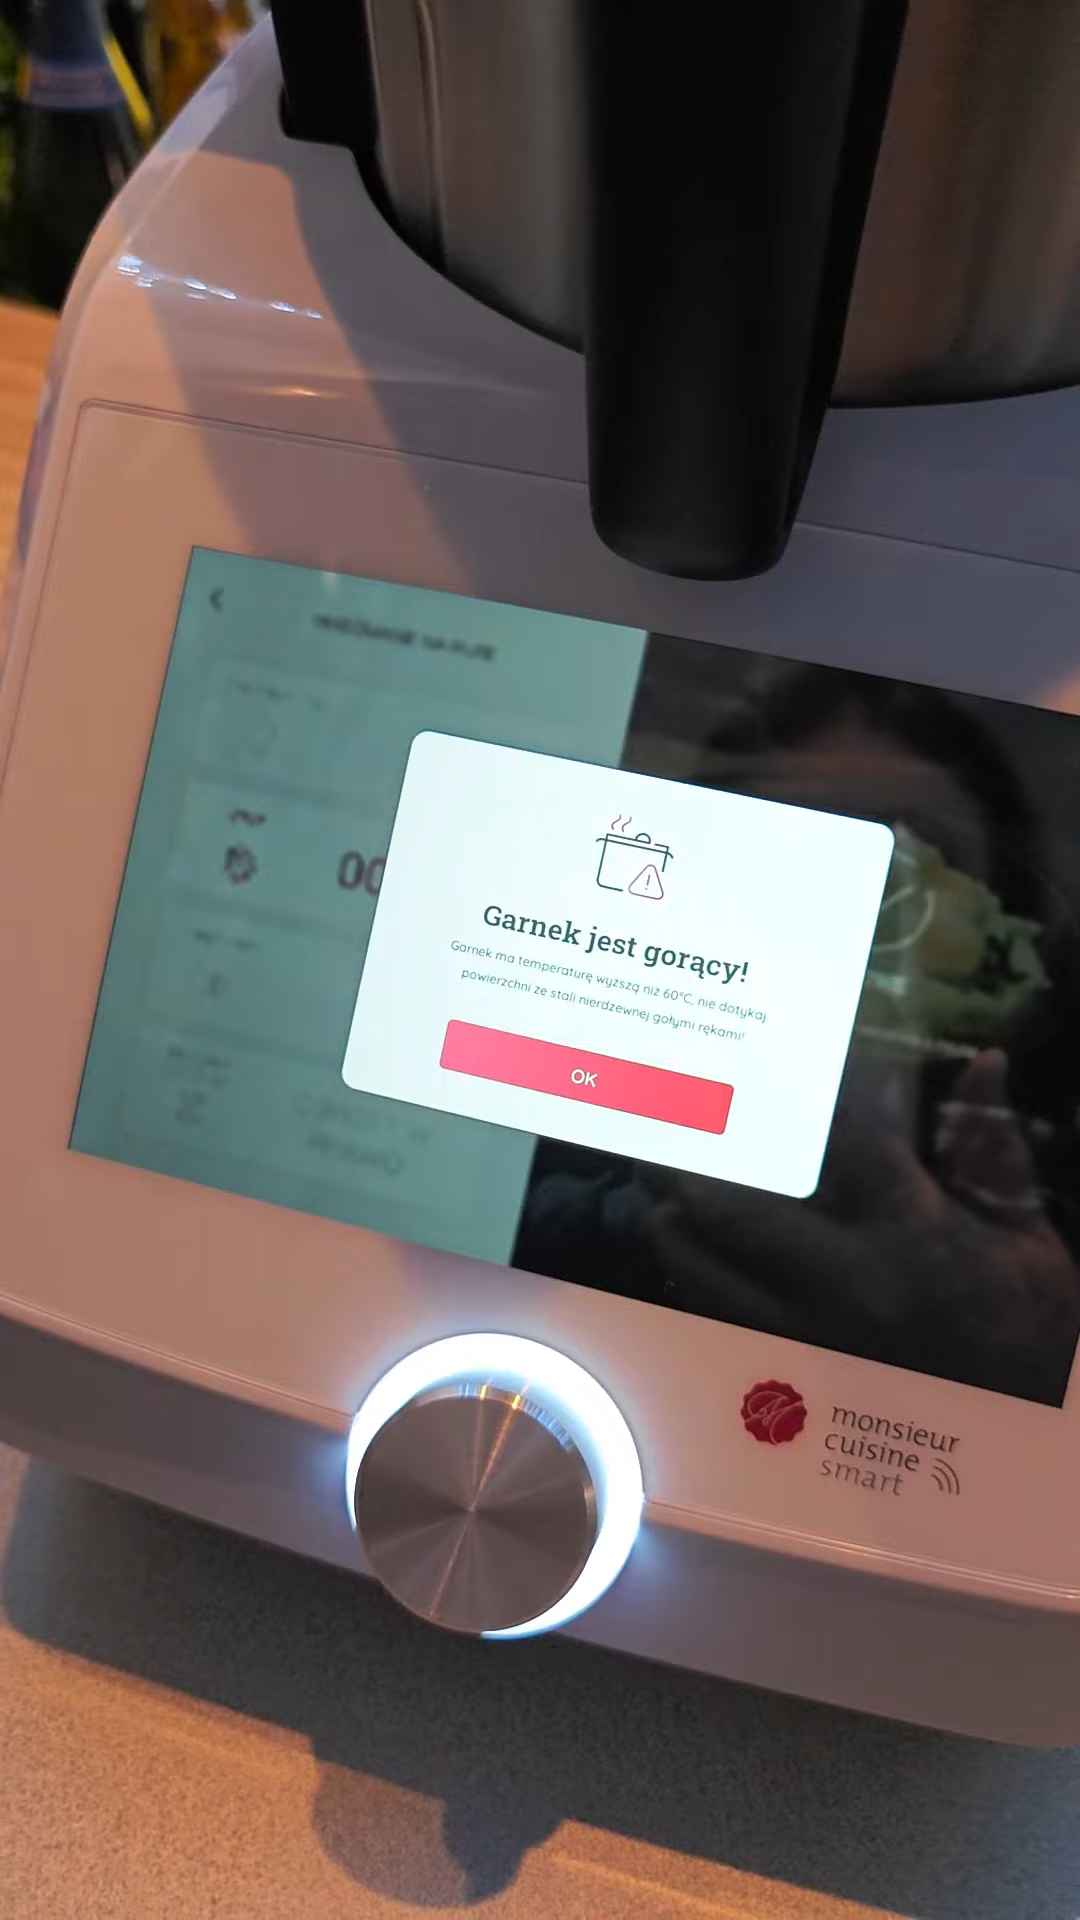 Garnek jest gorący!
Garnek ma temperaturę wyższą niż 60°C, nie dotykaj
powierzchni ze stali nierdzewnej gołymi rękami!
OK
00
monsieur
cuisine
smart